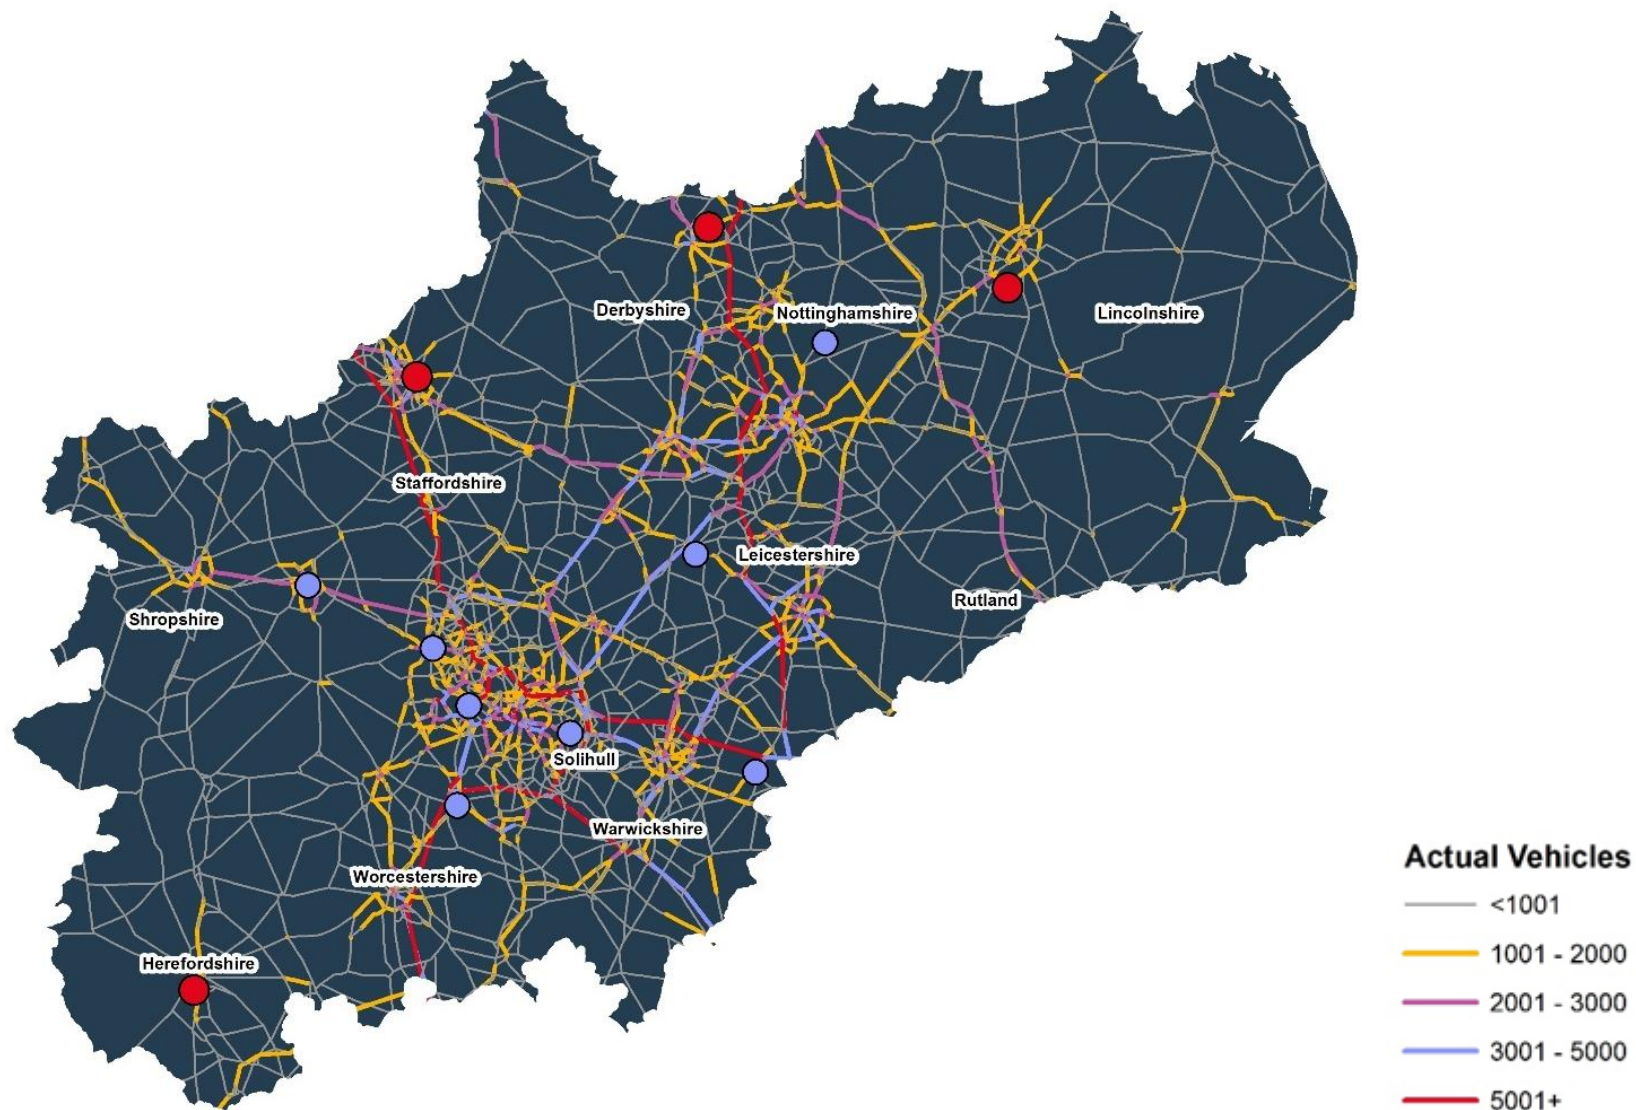 Derbyshire
Nottinghamshire
Lincolnshire
Staffordshire
Leicestershire
Rutland
Shropshire
Solihull
Warwickshire
Worcestershire
Herefordshire
Actual Vehicles
<1001
1001 - 2000
2001 - 3000
3001 - 5000
5001+